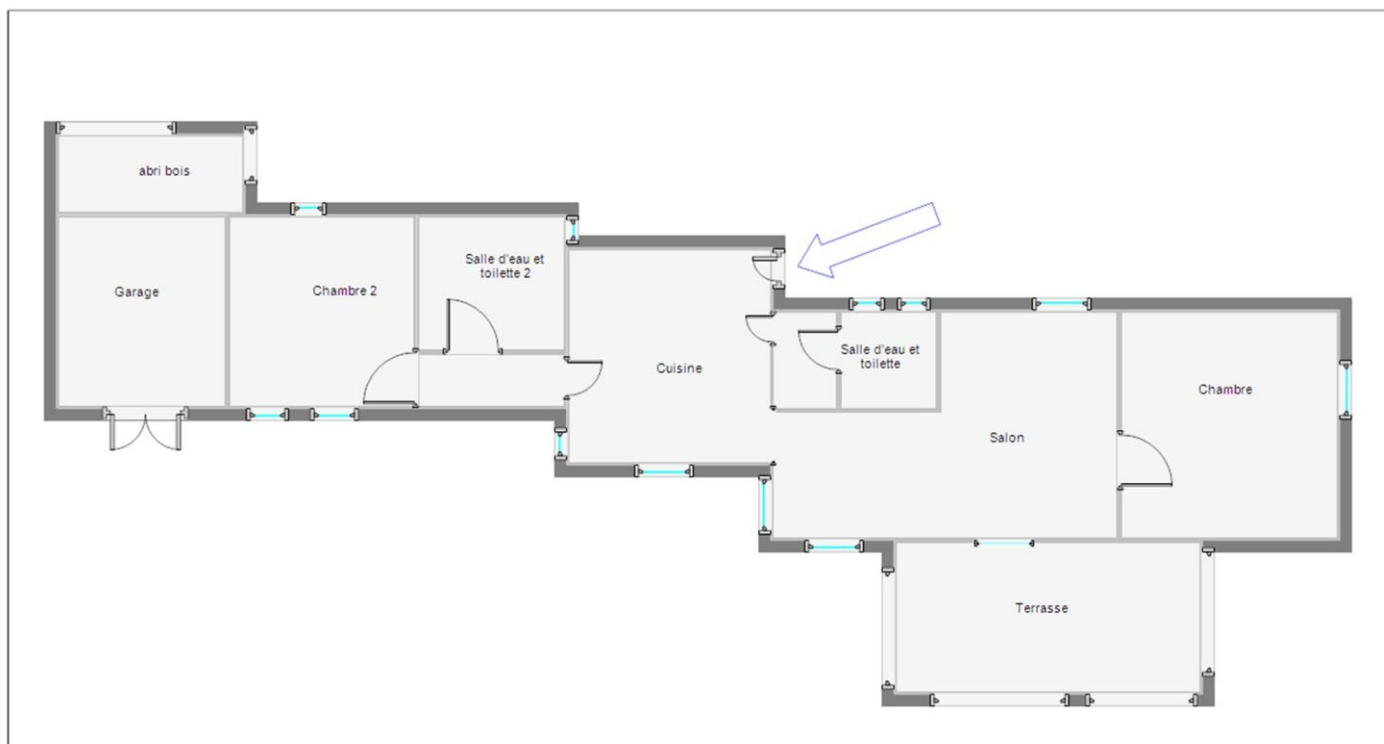 abri bois
Salle d'eau et
toilette 2
Garage
Chambre 2
Cuisine
Salle d'eau et
toilette
Chambre
Salon
Terrasse